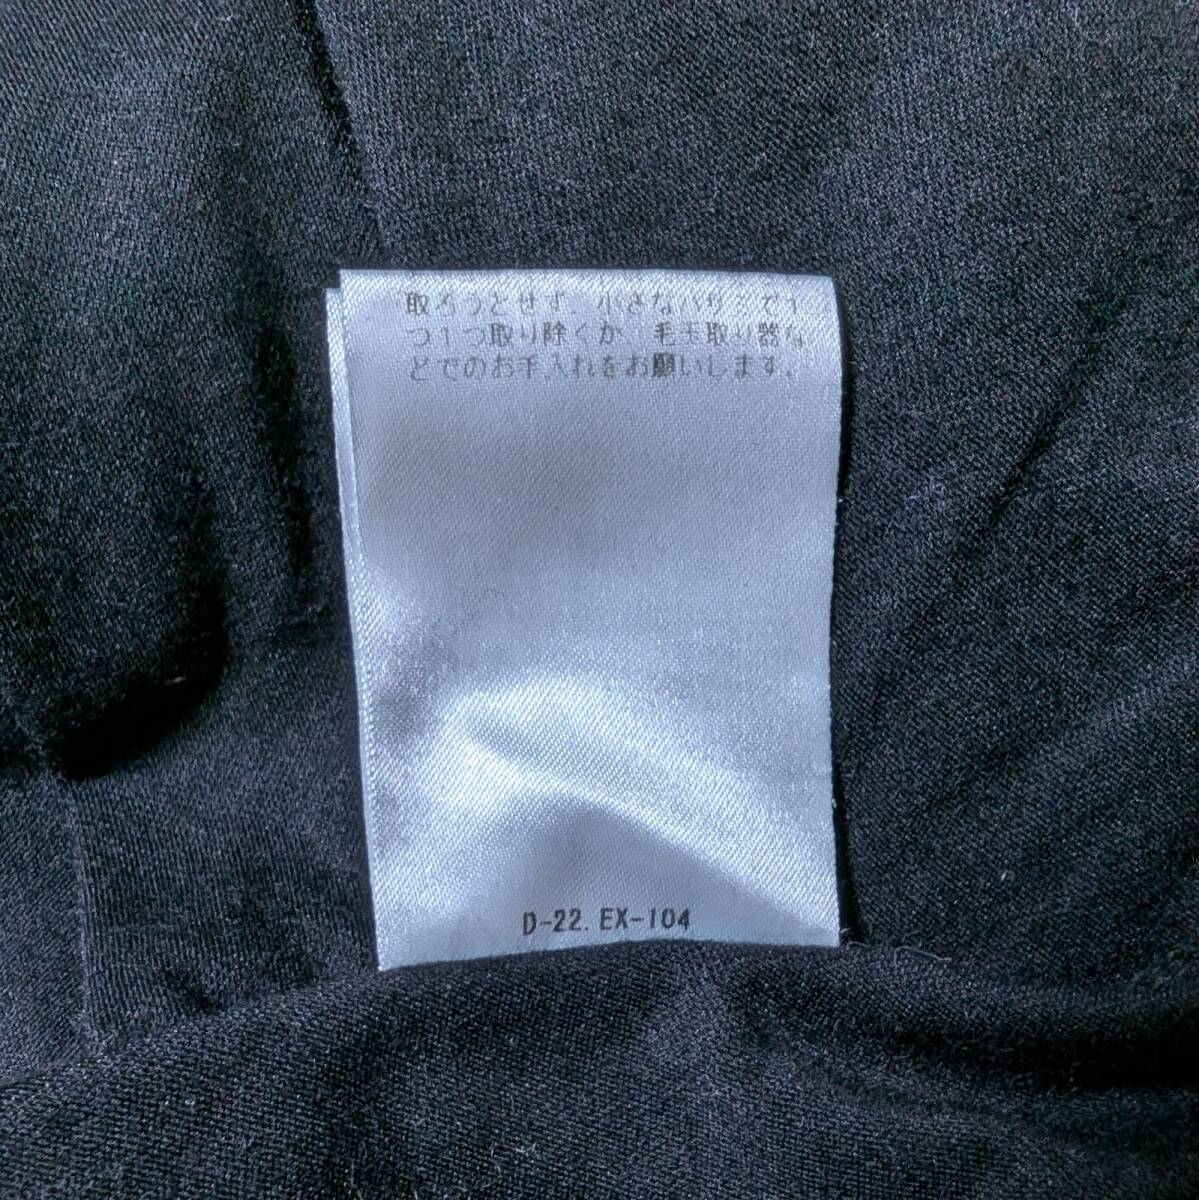 取ろうとせず、小さなハサミで1
つ1つ取り除くか、毛玉取り器な
どでのお手入れをお願いします。
D-22. EX-104